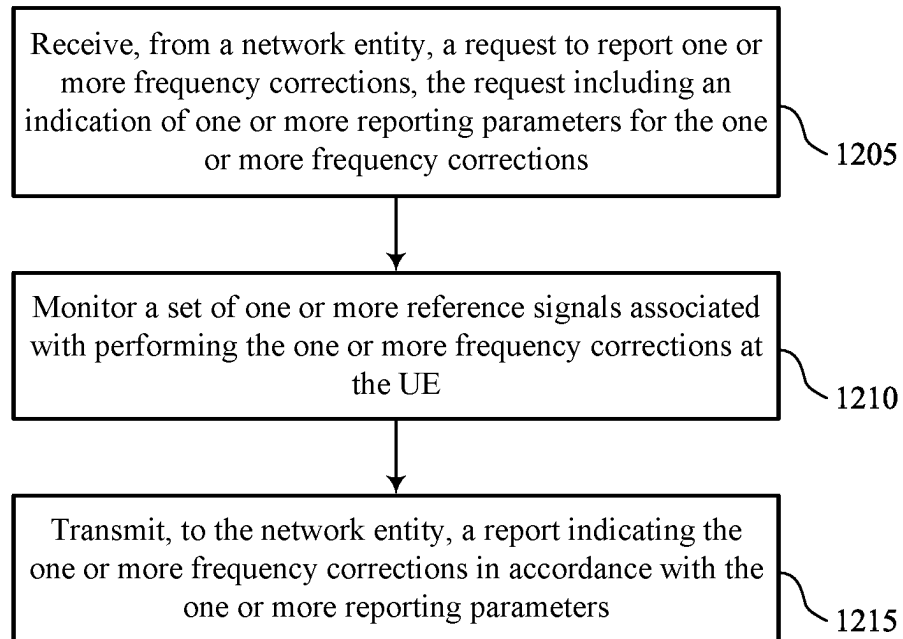 Receive, from a network entity, a request to report one or
more frequency corrections, the request including an
indication of one or more reporting parameters for the one
or more frequency corrections
1205
Monitor a set of one or more reference signals associated
with performing the one or more frequency corrections at
the UE
1210
Transmit, to the network entity, a report indicating the
one or more frequency corrections in accordance with the
one or more reporting parameters
1215